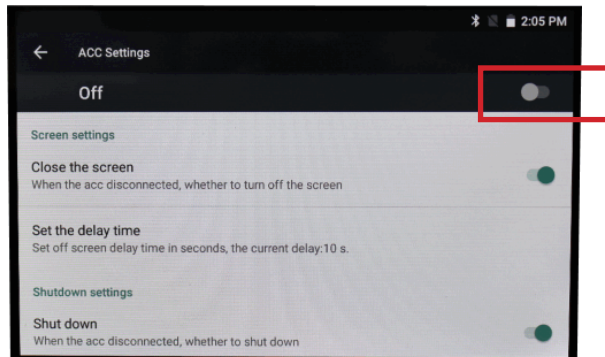 2:05 PM
ACC Settings
Off
Screen settings
Close the screen
When the acc disconnected, whether to turn off the screen
Set the delay time
Set off screen delay time in seconds, the current delay:10 s.
Shutdown settings
Shut down
When the acc disconnected, whether to shut down